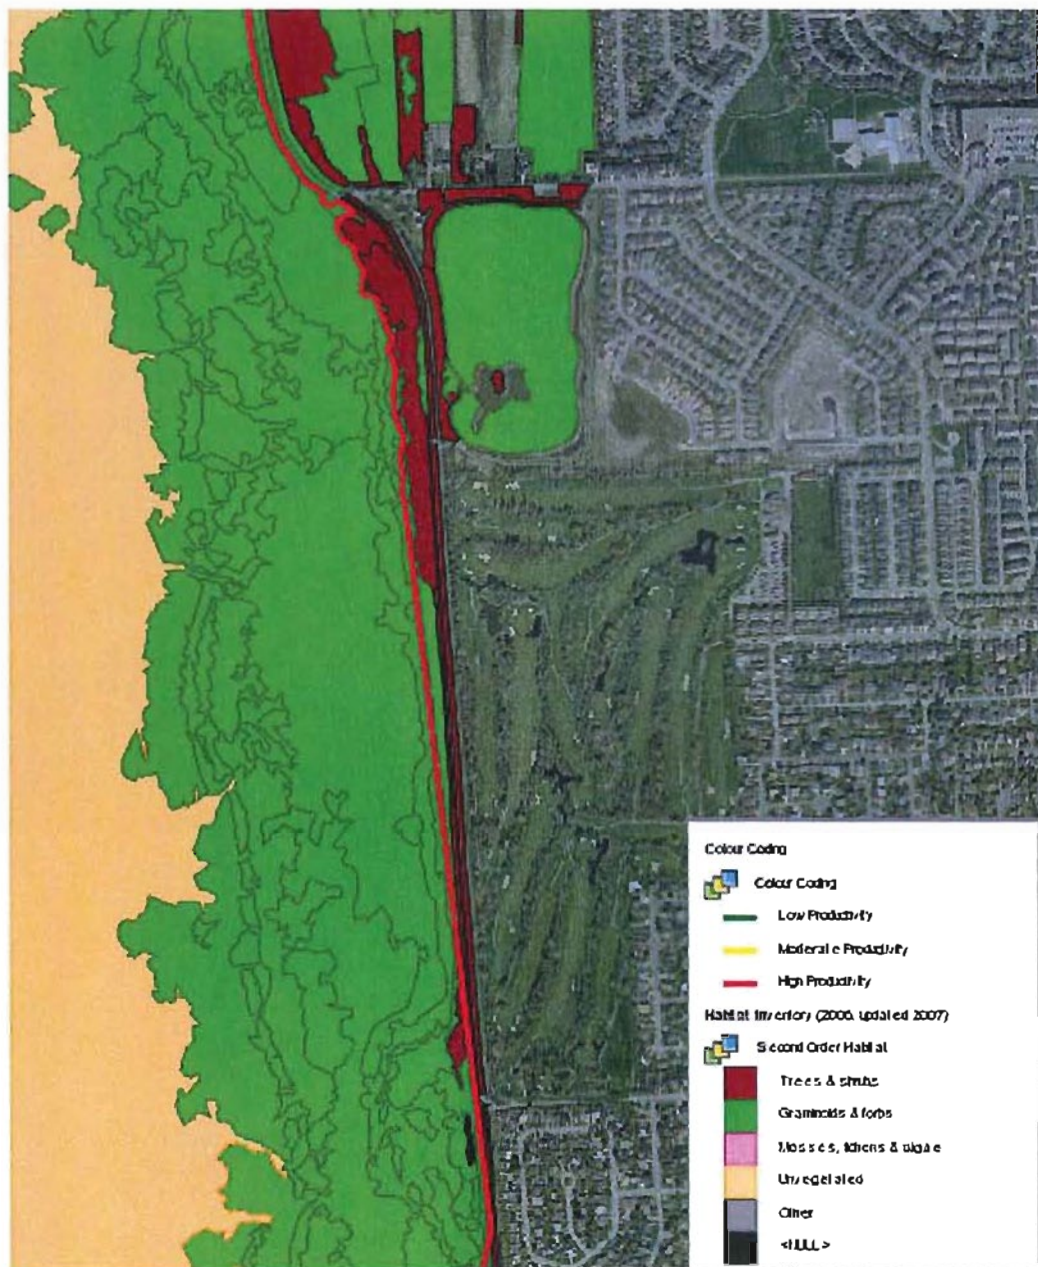 Colour Coding
Colour Coding
Low Productivity
Moderate Productivity
High Productivity
Habitat Inventory (2006, updated 2007)
Second Order Habitat
Trees & shrubs
Graminoids & forbs
Mosses, lichens & algae
Unvegetated
Other
<NULL>